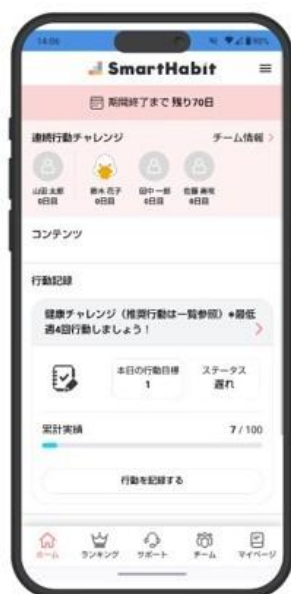 14:06
90%
SmartHabit
期間終了まで 残り70日
連続行動チャレンジ
チーム情報 >
山田 太郎
0日目
鈴木 花子
0日目
田中 一郎
0日目
佐藤 美咲
0日目
コンテンツ
行動記録
健康チャレンジ（推奨行動は一覧参照）※最低
週4回行動しましょう！
本日の行動目標
1
ステータス
遅れ
累計実績
7 / 100
行動を記録する
ホーム
ランキング
サポート
チーム
マイページ